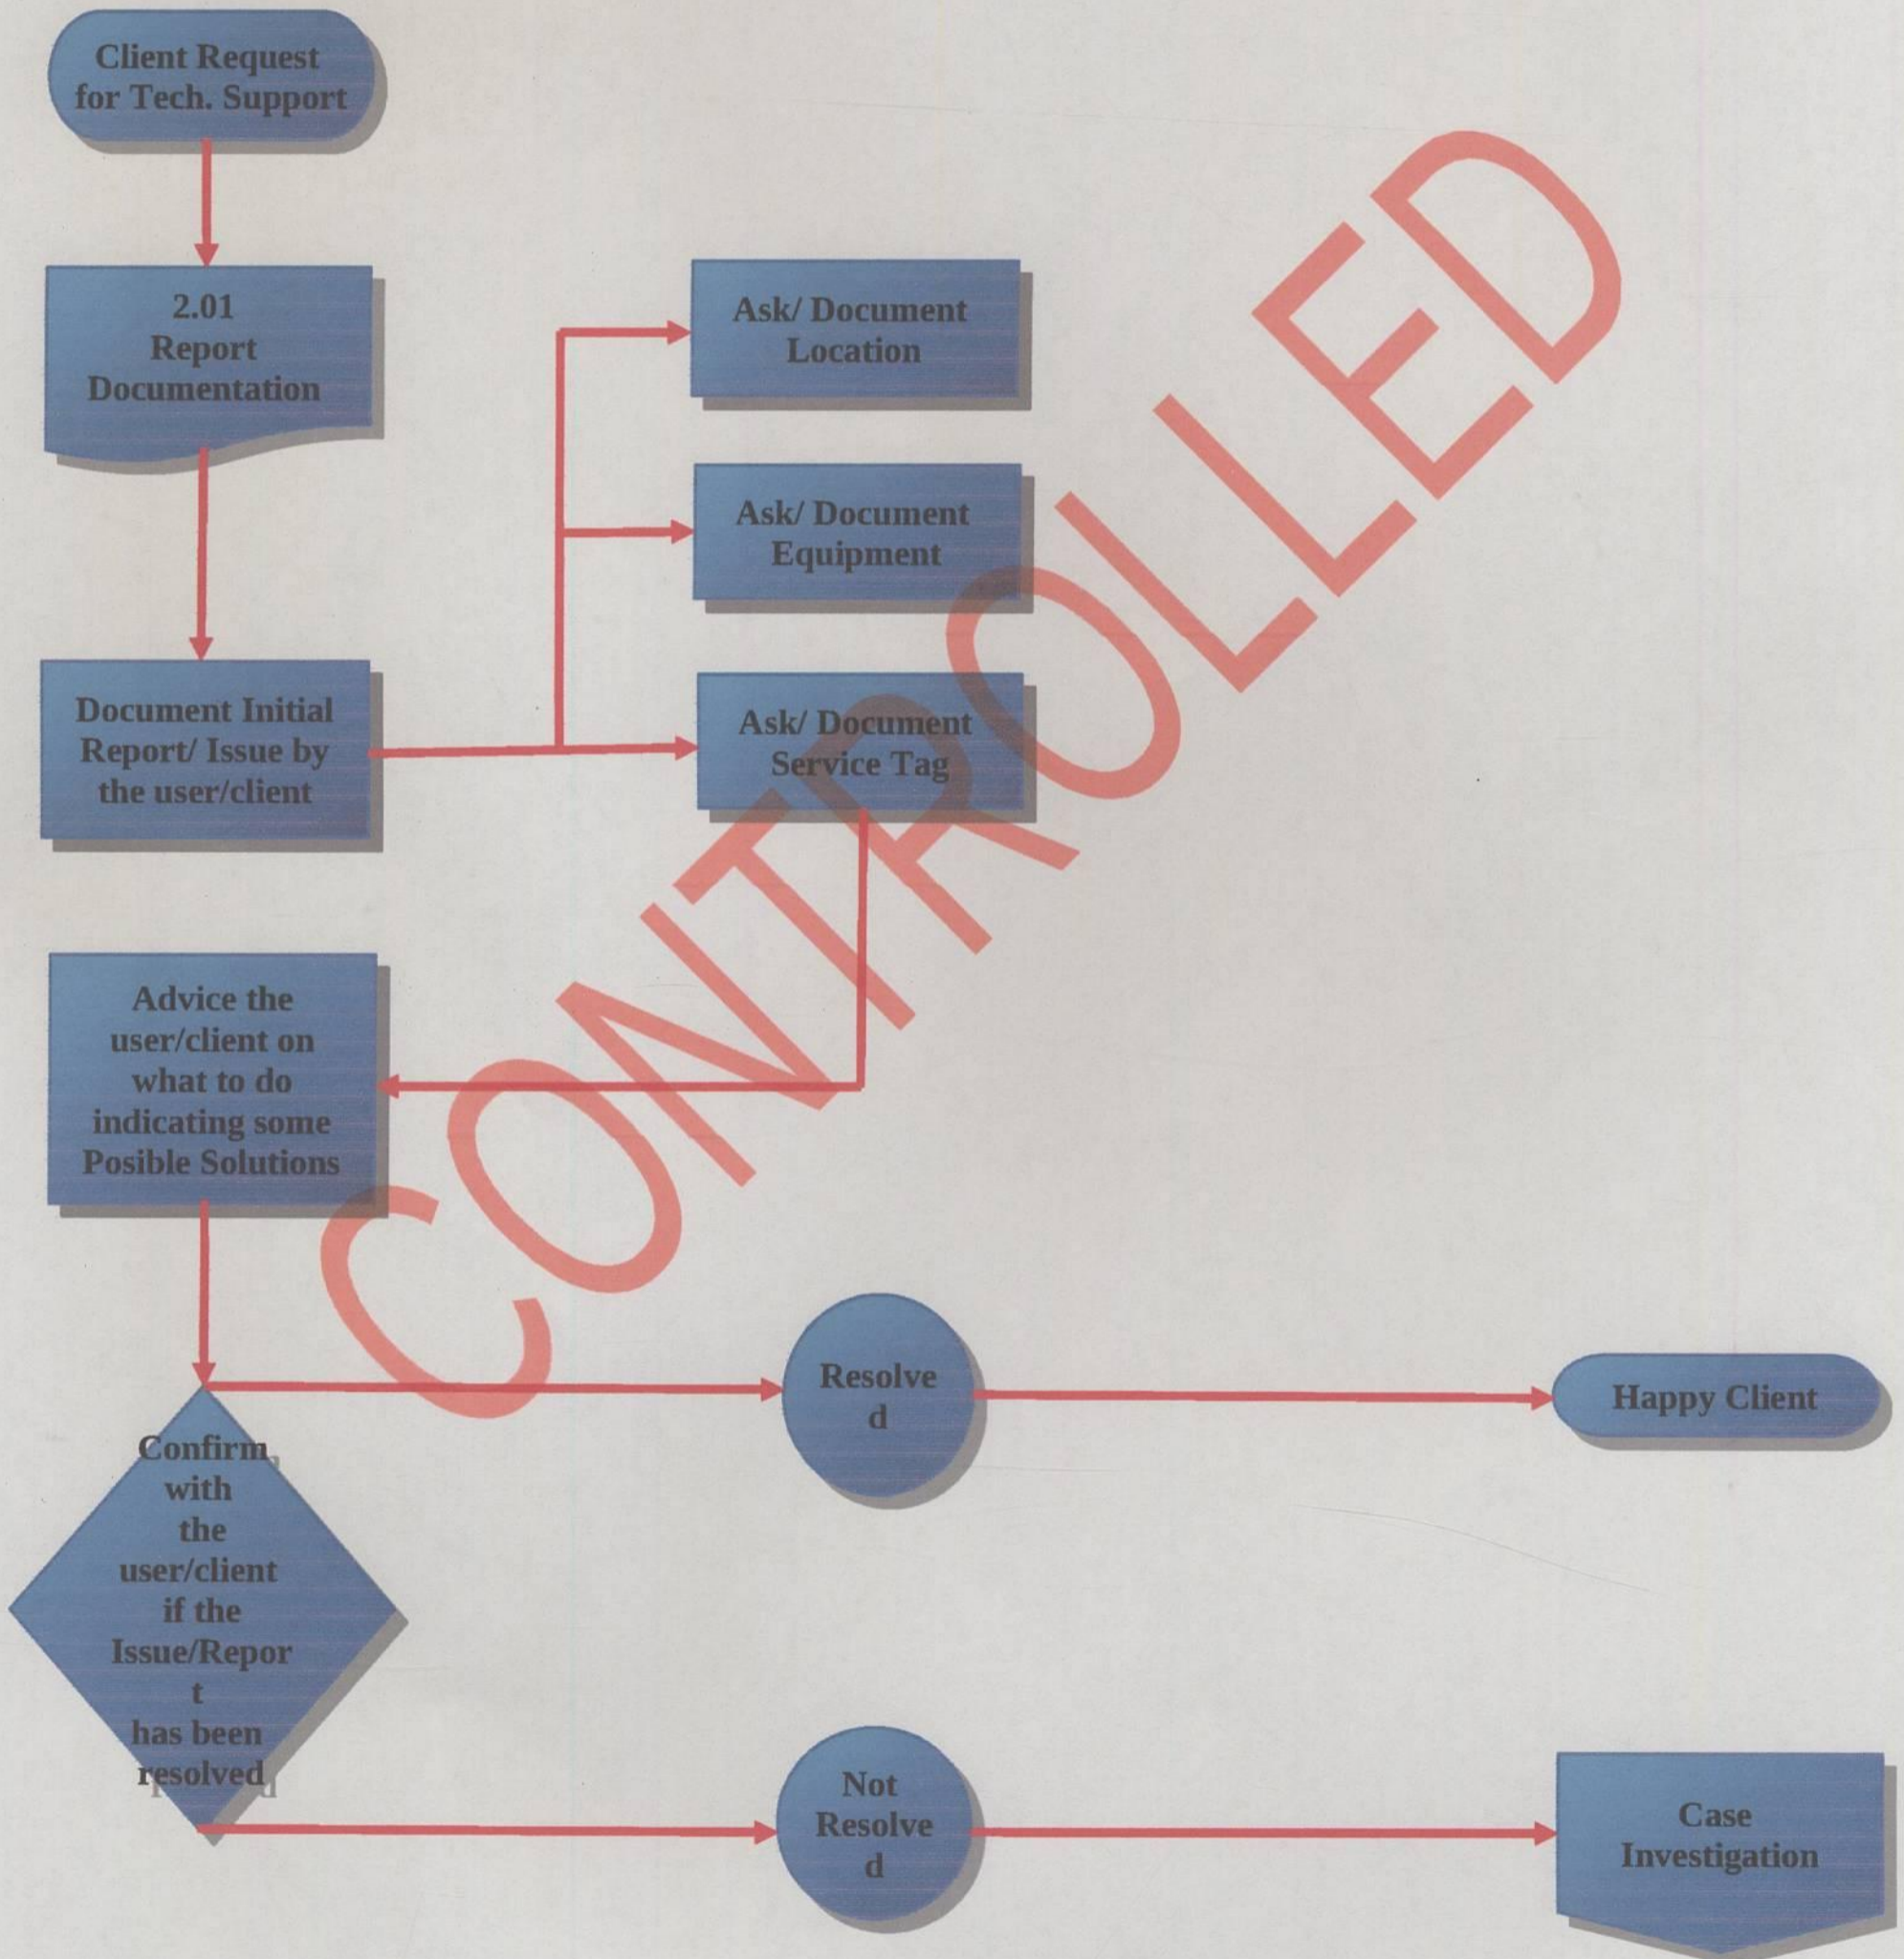 Client Request
for Tech. Support
2.01
Report
Documentation
Ask/ Document
Location
Ask/ Document
Equipment
Document Initial
Report/ Issue by
the user/client
Ask/ Document
Service Tag
CONTROLLED
Advice the
user/client on
what to do
indicating some
Posible Solutions
Resolve
d
Happy Client
Confirm
with
the
user/client
if the
Issue/Repor
t
has been
resolved
Not
Resolve
d
Case
Investigation